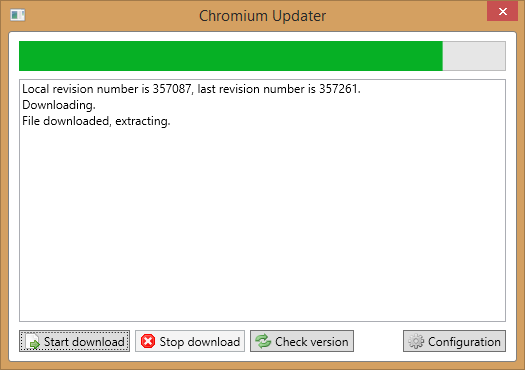 Chromium Updater
Local revision number is 357087, last revision number is 357261.
Downloading.
File downloaded, extracting.
Start download Stop download Check version Configuration